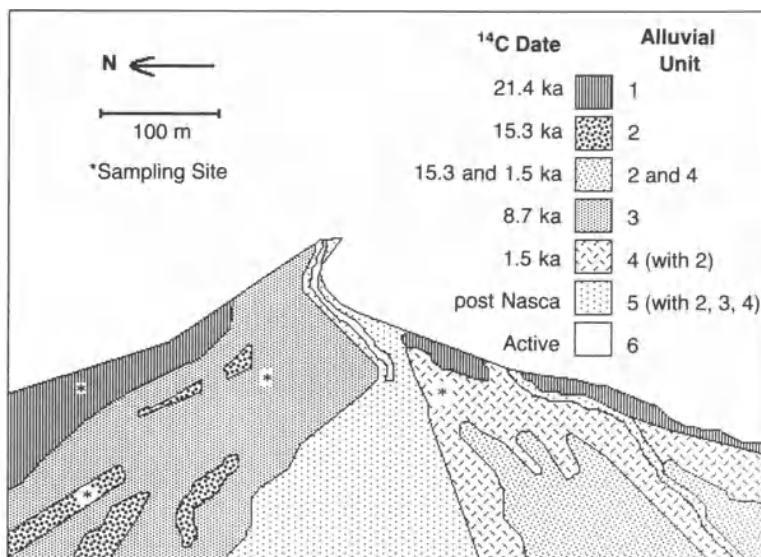 N
100 m
*Sampling Site
¹⁴C Date Alluvial Unit
21.4 ka 1
15.3 ka 2
15.3 and 1.5 ka 2 and 4
8.7 ka 3
1.5 ka 4 (with 2)
post Nasca 5 (with 2, 3, 4)
Active 6
*
*
*
*